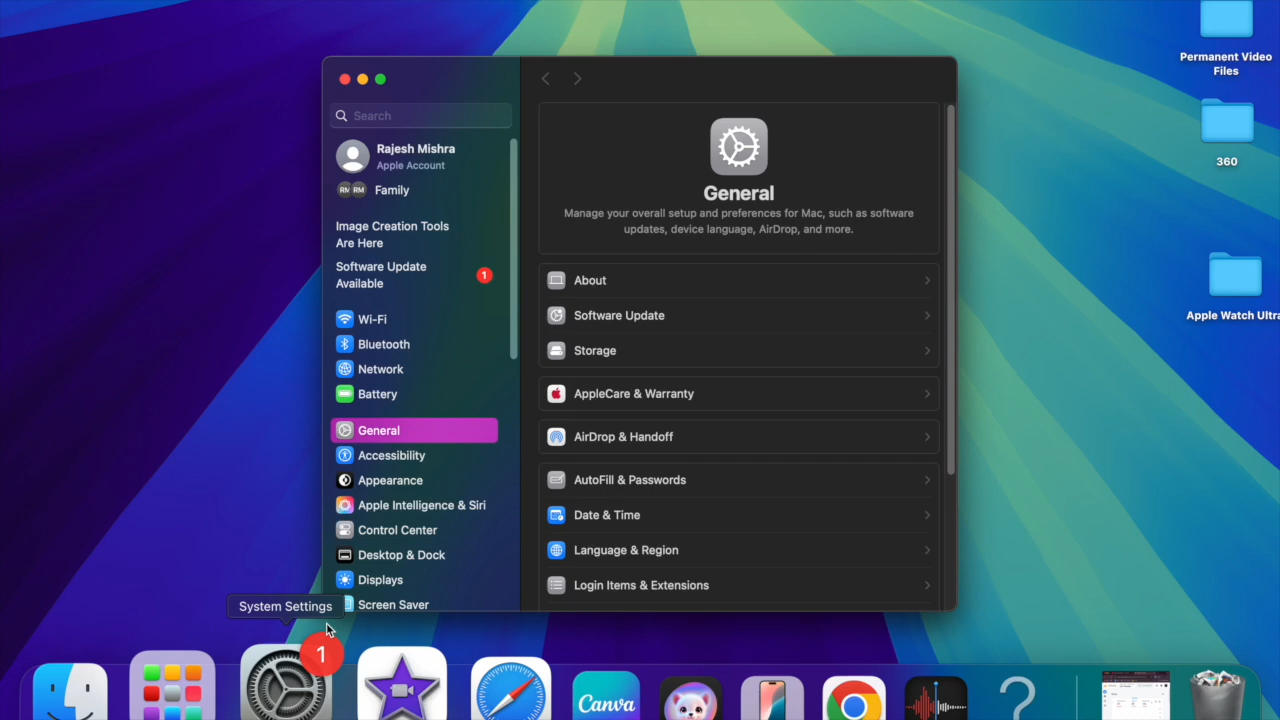 Permanent Video
Files
360
Apple Watch Ultra
Search
Rajesh Mishra
Apple Account
RM RM Family
Image Creation Tools
Are Here
Software Update
Available
1
Wi-Fi
Bluetooth
Network
Battery
General
Accessibility
Appearance
Apple Intelligence & Siri
Control Center
Desktop & Dock
Displays
Screen Saver
General
Manage your overall setup and preferences for Mac, such as software
updates, device language, AirDrop, and more.
About
Software Update
Storage
AppleCare & Warranty
AirDrop & Handoff
AutoFill & Passwords
Date & Time
Language & Region
Login Items & Extensions
System Settings
1
Canva
?